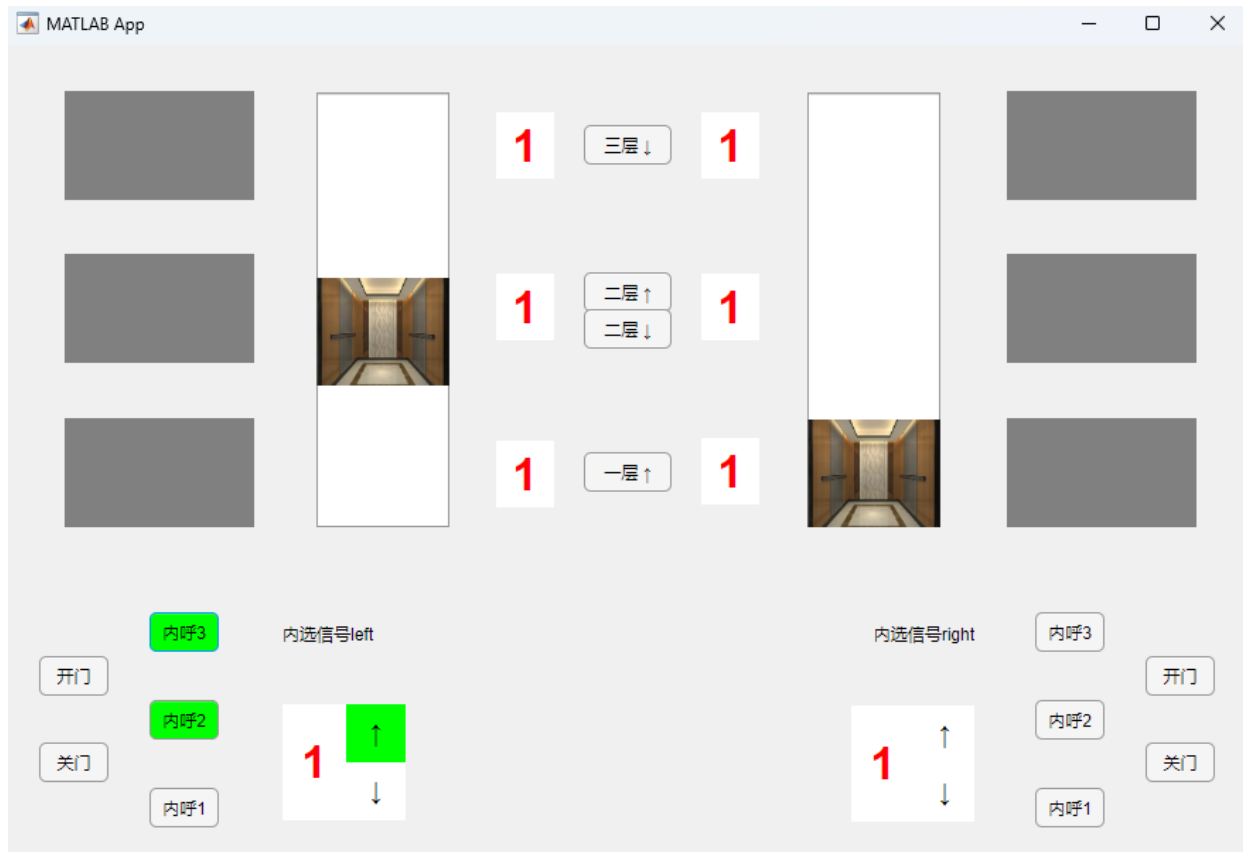 MATLAB App
1 三层↓ 1
1 二层↑ 1
二层↓
1 一层↑ 1
内呼3 内选信号left 内选信号right 内呼3
开门 开门
内呼2 ↑ ↑ 内呼2
关门 1 1 关门
↓ ↓
内呼1 内呼1